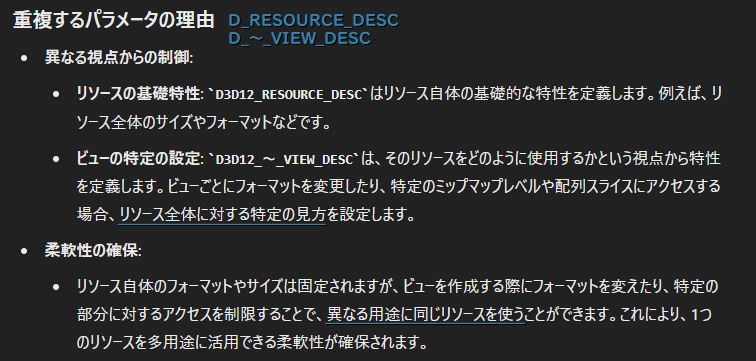 重複するパラメータの理由 D_RESOURCE_DESC
D_～_VIEW_DESC
• 異なる視点からの制御:
• リソースの基礎特性: `D3D12_RESOURCE_DESC`はリソース自体の基礎的な特性を定義します。例えば、リ
ソース全体のサイズやフォーマットなどです。
• ビューの特定の設定: `D3D12_～_VIEW_DESC`は、そのリソースをどのように使用するかという視点から特性
を定義します。ビューごとにフォーマットを変更したり、特定のミップマップレベルや配列スライスにアクセスする
場合、リソース全体に対する特定の見方を設定します。
• 柔軟性の確保:
• リソース自体のフォーマットやサイズは固定されますが、ビューを作成する際にフォーマットを変えたり、特定の
部分に対するアクセスを制限することで、異なる用途に同じリソースを使うことができます。これにより、1つ
のリソースを多用途に活用できる柔軟性が確保されます。